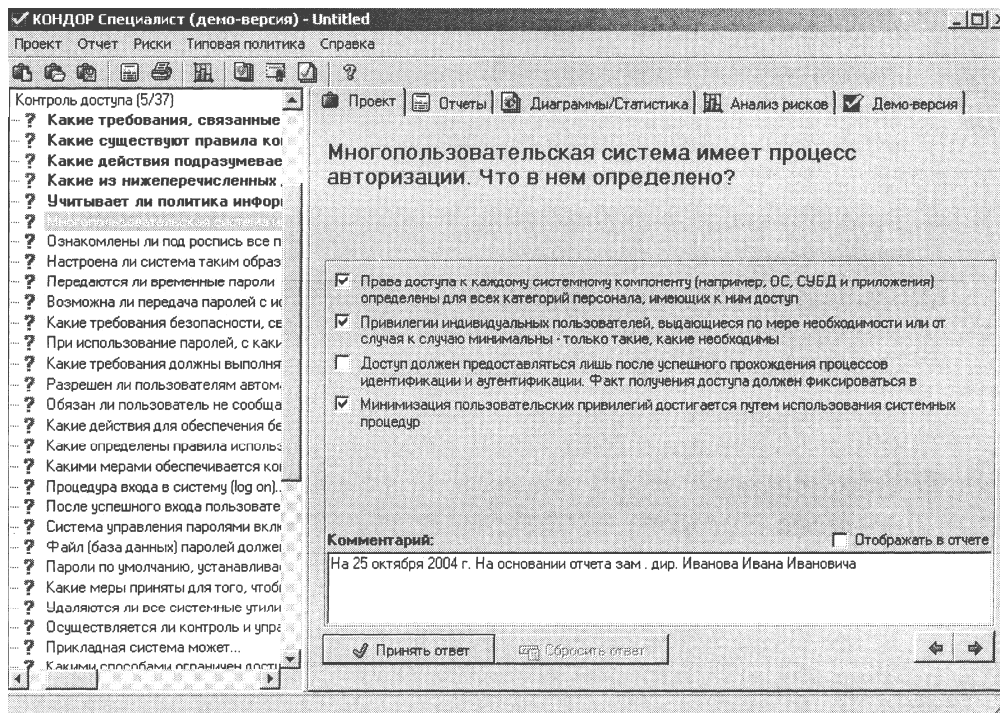 КОНДОР Специалист (демо-версия) - Untitled
Проект Отчет Риски Типовая политика Справка
Контроль доступа (5/37)
? Какие требования, связанные
? Какие существуют правила ко
? Какие действия подразумевае
? Какие из нижеперечисленных
? Учитывает ли политика инфор
?
? Ознакомлены ли под роспись все п
? Настроена ли система таким образ
? Передаются ли временные пароли
? Возможна ли передача паролей с ис
? Какие требования безопасности, св
? При использование паролей, с каки
? Какие требования должны выполня
? Разрешен ли пользователям автом
? Обязан ли пользователь не сообща
? Какие действия для обеспечения бе
? Какие определены правила использ
? Какими мерами обеспечивается ко
? Процедура входа в систему (log on)...
? После успешного входа пользовате
? Система управления паролями вклю
? Файл (база данных) паролей долже
? Пароли по умолчанию, устанавлива
? Какие меры приняты для того, чтоб
? Удаляются ли все системные утили
? Осуществляется ли контроль и упра
? Прикладная система может...
? Какими способами ограничен досту
Проект Отчеты Диаграммы/Статистика Анализ рисков Демо-версия
Многопользовательская система имеет процесс
авторизации. Что в нем определено?
Права доступа к каждому системному компоненту (например, ОС, СУБД и приложения)
определены для всех категорий персонала, имеющих к ним доступ
Привилегии индивидуальных пользователей, выдающиеся по мере необходимости или от
случая к случаю минимальны - только такие, какие необходимы
Доступ должен предоставляться лишь после успешного прохождения процессов
идентификации и аутентификации. Факт получения доступа должен фиксироваться в
Минимизация пользовательских привилегий достигается путем использования системных
процедур
Комментарий:
Отображать в отчете
На 25 октября 2004 г. На основании отчета зам . дир. Иванова Ивана Ивановича
Принять ответ
Сбросить ответ